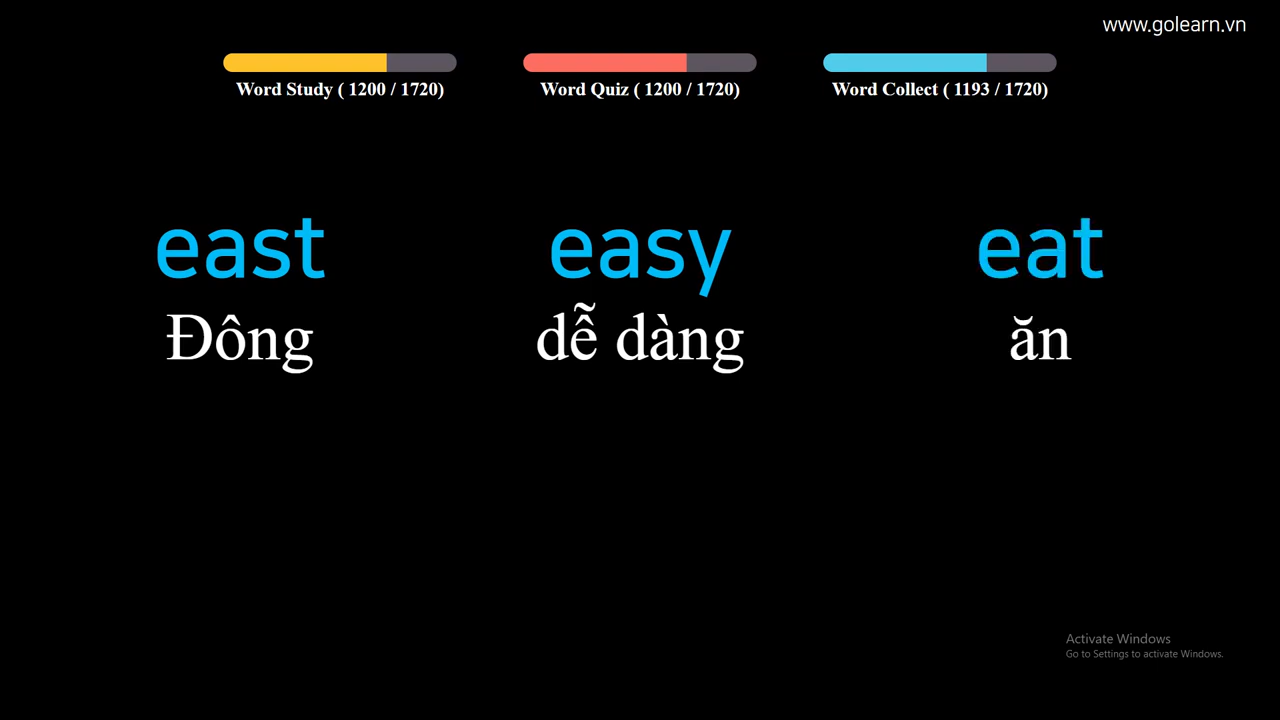 www.golearn.vn
Word Study ( 1200 / 1720)
Word Quiz ( 1200 / 1720)
Word Collect ( 1193 / 1720)
east
easy
eat
Đông
dễ dàng
ăn
Activate Windows
Go to Settings to activate Windows.